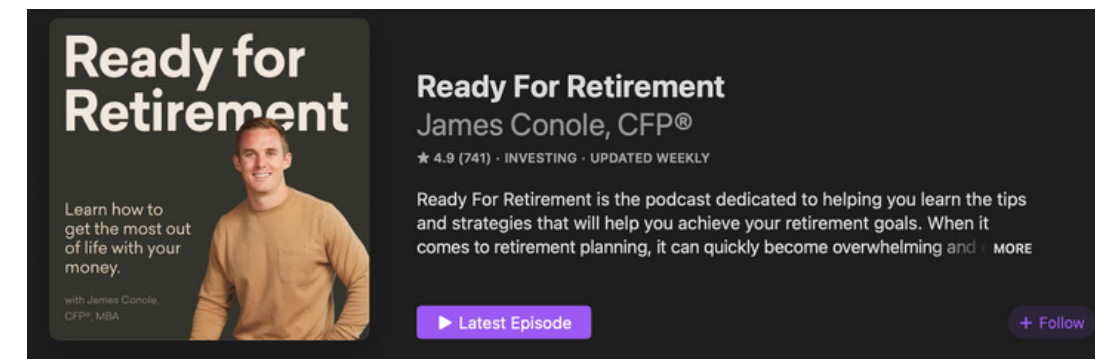 Ready for
Retirement
Learn how to
get the most out
of life with your
money.
with James Conole,
CFP®, MBA
Ready For Retirement
James Conole, CFP®
★ 4.9 (741) · INVESTING · UPDATED WEEKLY
Ready For Retirement is the podcast dedicated to helping you learn the tips
and strategies that will help you achieve your retirement goals. When it
comes to retirement planning, it can quickly become overwhelming and MORE
▶ Latest Episode
+ Follow